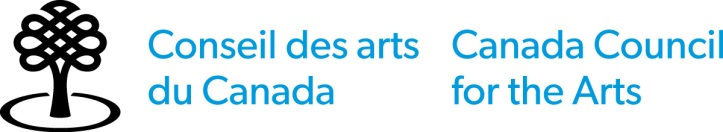 Conseil des arts
du Canada
Canada Council
for the Arts